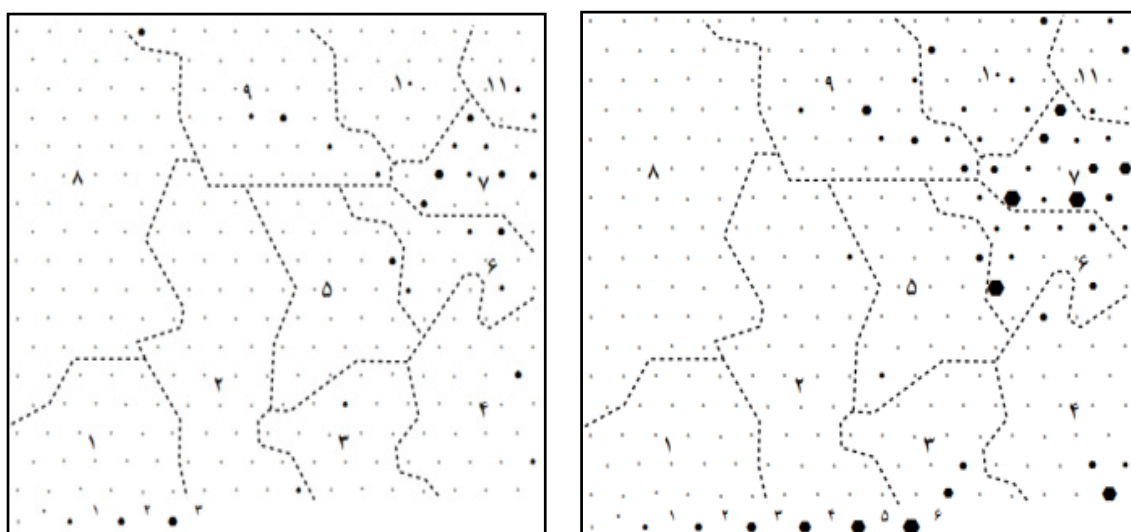 ۹ ۱۰ ۱۱
۸ ۷
۵ ۶
۲
۱ ۳ ۴
۱ ۲ ۳
۹ ۱۰ ۱۱
۸ ۷
۵ ۶
۲
۱ ۳ ۴
۱ ۲ ۳ ۴ ۵ ۶